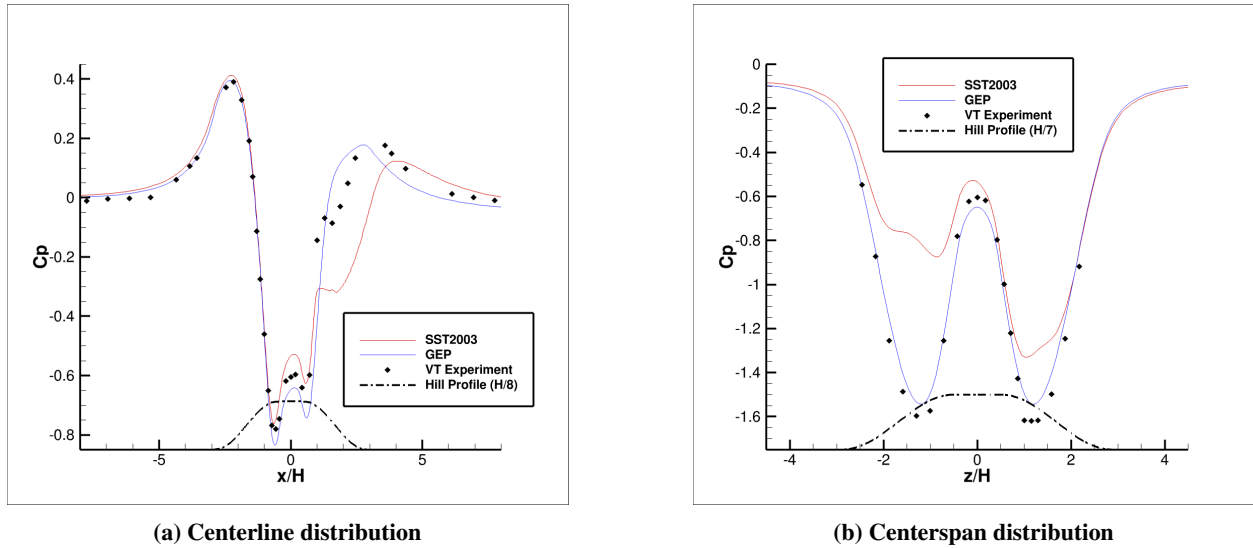 0.4
0.2
0
-0.2
-0.4
-0.6
-0.8
Cp
-5
0
5
x/H
SST2003
GEP
VT Experiment
Hill Profile (H/8)
(a) Centerline distribution
0
-0.2
-0.4
-0.6
-0.8
-1
-1.2
-1.4
-1.6
Cp
-4
-2
0
2
4
z/H
SST2003
GEP
VT Experiment
Hill Profile (H/7)
(b) Centerspan distribution